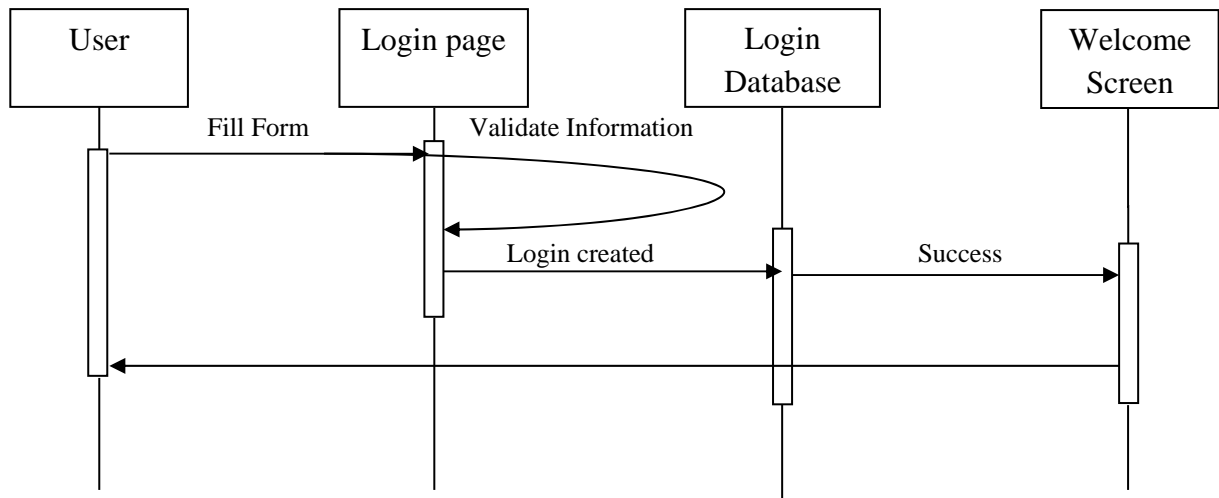 User
Login page
Login
Database
Welcome
Screen
Fill Form
Validate Information
Login created
Success